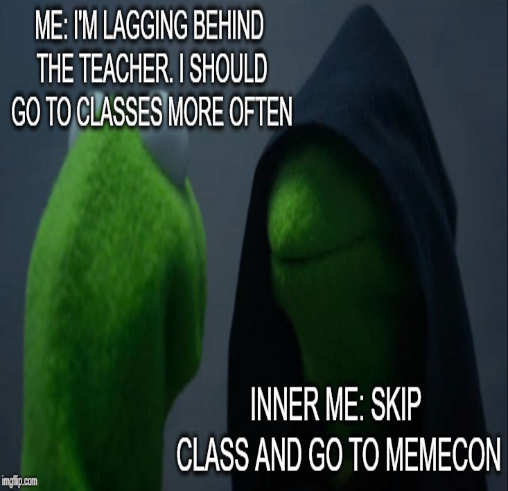 ME: I'M LAGGING BEHIND
THE TEACHER. I SHOULD
GO TO CLASSES MORE OFTEN
INNER ME: SKIP
CLASS AND GO TO MEMECON
imgflip.com